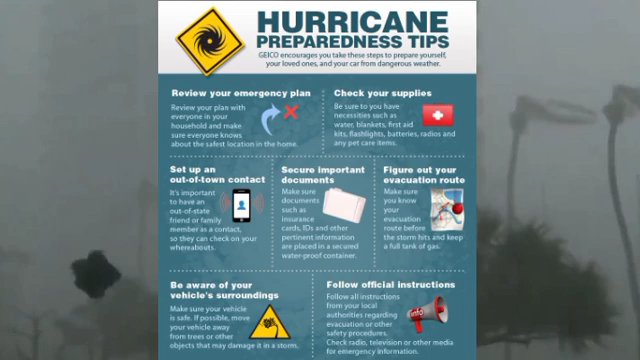 HURRICANE
PREPAREDNESS TIPS
GEICO encourages you take these steps to prepare yourself,
your loved ones, and your car from dangerous weather.
Review your emergency plan
Review your plan with
everyone in your
household and make
sure everyone knows
about the safest location in the home.
Check your supplies
Be sure to you have
necessities such as
water, blankets, first aid
kits, flashlights, batteries, radios and
any pet care items.
Set up an
out-of-town contact
It's important
to have an
out-of-state
friend or family
member as a contact,
so they can check on your
whereabouts.
Secure important
documents
Make sure
documents
such as
insurance
cards, IDs and other
pertinent information
are placed in a secured
water-proof container.
Figure out your
evacuation route
Make sure
you know
your
evacuation
route before
the storm hits and keep
a full tank of gas.
Be aware of your
vehicle's surroundings
Make sure your vehicle
is safe. If possible, move
your vehicle away
from trees or other
objects that may damage it in a storm.
Follow official instructions
Follow all instructions
from your local
authorities regarding
evacuation or other
safety procedures.
Check radio, television or other media
for emergency information.
info